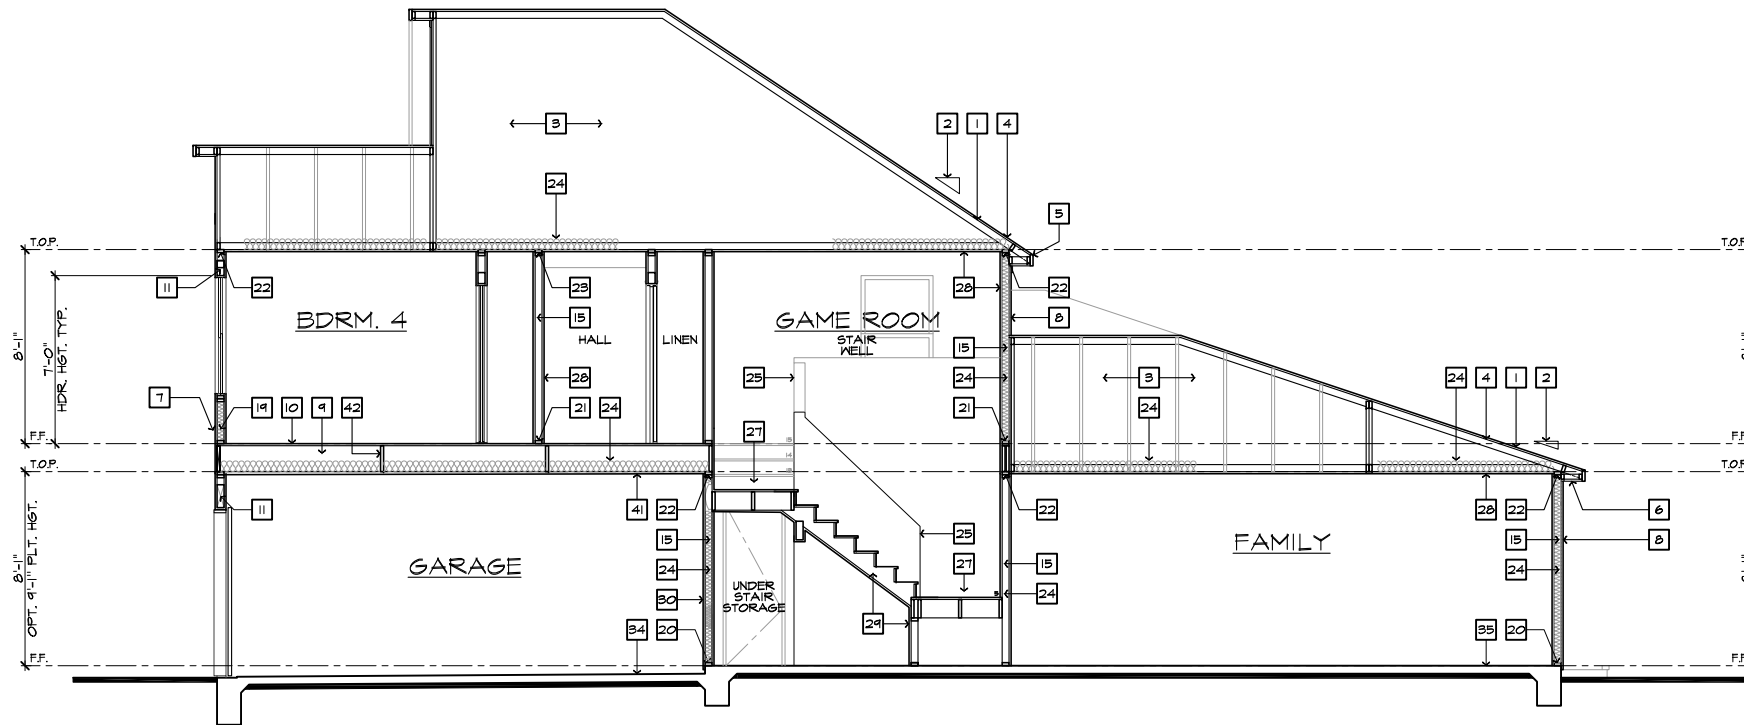 3
2
1
4
24
5
T.O.P.
T.O.P.
11
22
23
28
22
HDR. HGT. TYP.
7'-0"
8'-1"
BDRM. 4
15
HALL
LINEN
GAME ROOM
STAIR
WELL
8
15
25
28
24
3
24
4
1
2
7
19
10
9
42
21
24
27
21
24
24
F.F.
F.F.
15
14
13
T.O.P.
T.O.P.
11
41
22
22
28
22
6
8'-1"
OPT. 9'-1" PLT. HGT.
15
25
15
8
GARAGE
FAMILY
24
27
15
24
30
UNDER
STAIR
STORAGE
24
29
34
20
35
20
F.F.
F.F.